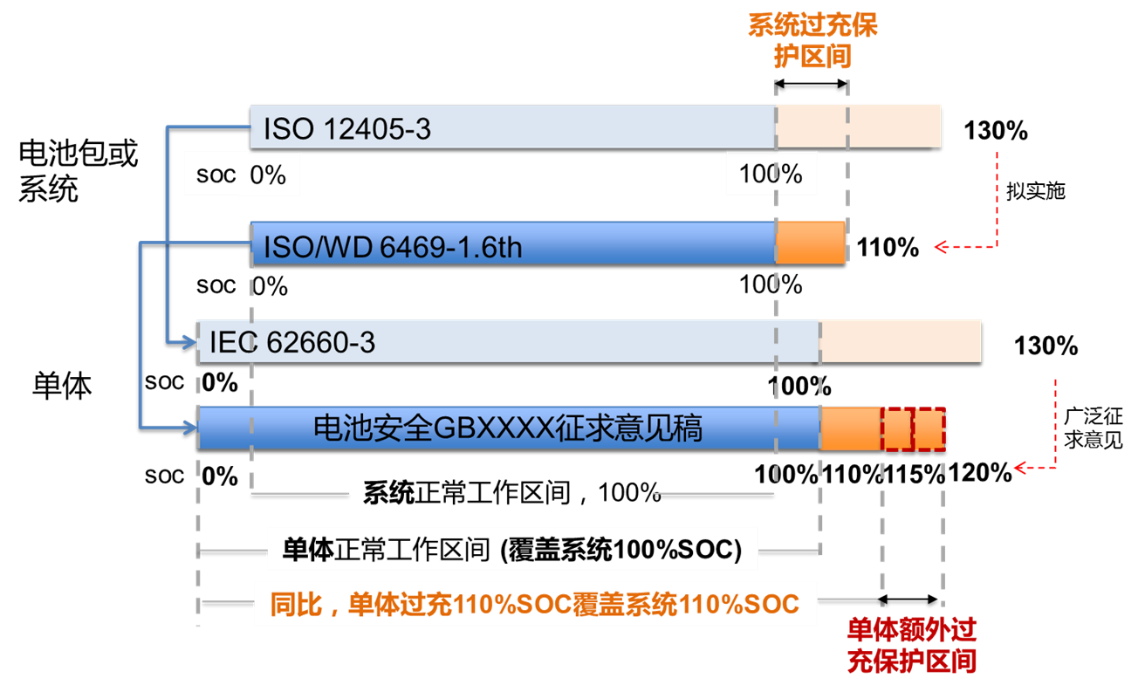 系统过充保
护区间
ISO 12405-3
130%
电池包或
系统
soc 0% 100%
拟实施
ISO/WD 6469-1.6th
110%
soc 0% 100%
IEC 62660-3
130%
单体
soc 0% 100%
广泛征
求意见
电池安全GBXXXX征求意见稿
soc 0% 100% 110% 115% 120%
系统正常工作区间，100%
单体正常工作区间 (覆盖系统100%SOC)
同比，单体过充110%SOC覆盖系统110%SOC
单体额外过
充保护区间